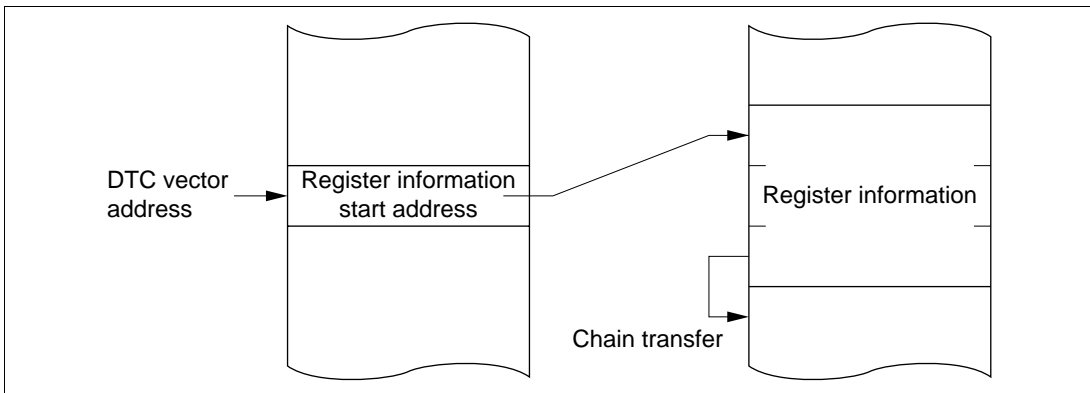 DTC vector
address
Register information
start address
Register information
Chain transfer